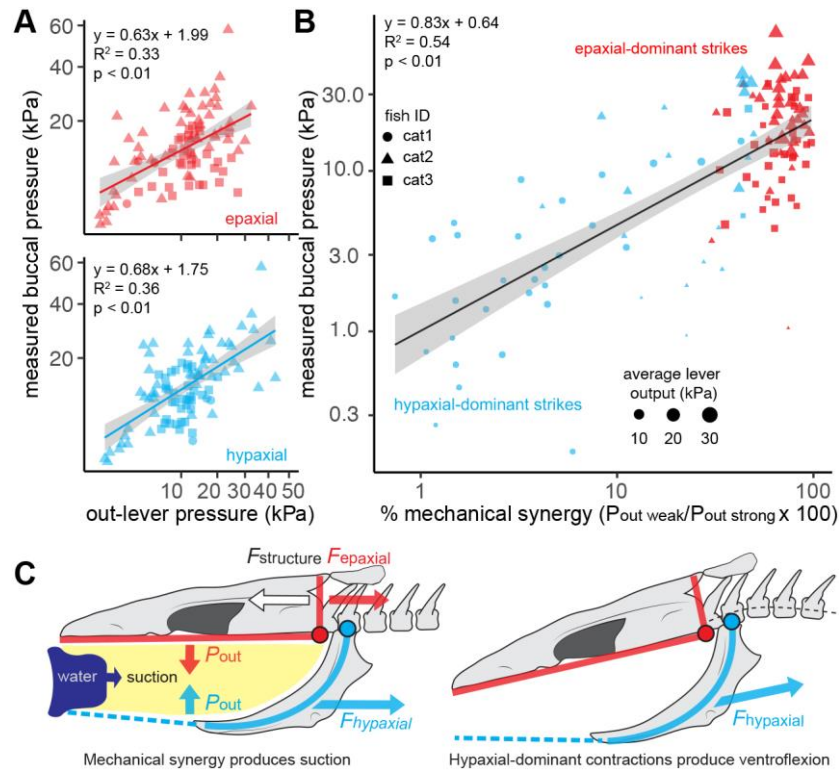 A
60
40
20
y = 0.63x + 1.99
R² = 0.33
p < 0.01
epaxial
60
40
20
y = 0.68x + 1.75
R² = 0.36
p < 0.01
hypaxial
measured buccal pressure (kPa)
10 20 30 40 50
out-lever pressure (kPa)
B
y = 0.83x + 0.64
R² = 0.54
p < 0.01
fish ID
cat1
cat2
cat3
epaxial-dominant strikes
hypaxial-dominant strikes
average lever
output (kPa)
10 20 30
measured buccal pressure (kPa)
30.0
10.0
3.0
1.0
0.3
1 10 100
% mechanical synergy (Pout weak/Pout strong x 100)
C
Fstructure Fepaxial
Pout
water
suction
Pout
Fhypaxial
Mechanical synergy produces suction
Fhypaxial
Hypaxial-dominant contractions produce ventroflexion